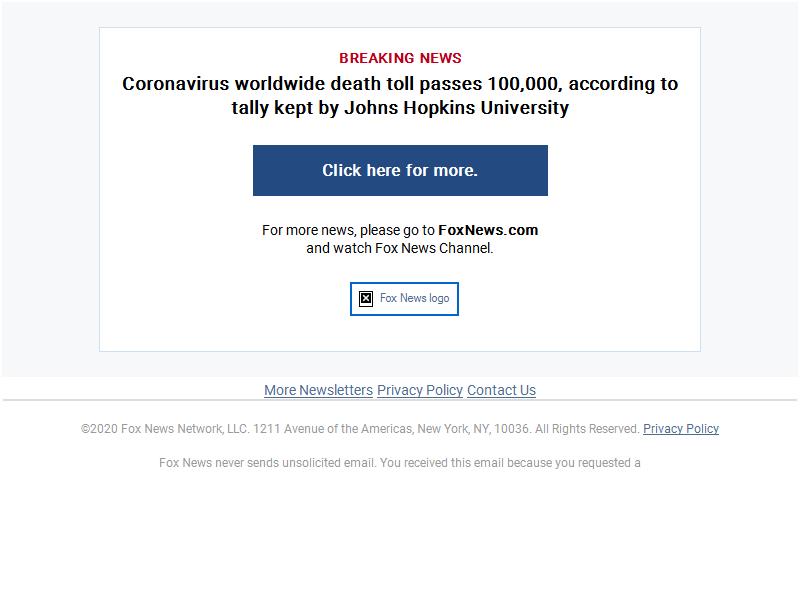 BREAKING NEWS
Coronavirus worldwide death toll passes 100,000, according to
tally kept by Johns Hopkins University
Click here for more.
For more news, please go to FoxNews.com
and watch Fox News Channel.
Fox News logo
More Newsletters Privacy Policy Contact Us
©2020 Fox News Network, LLC. 1211 Avenue of the Americas, New York, NY, 10036. All Rights Reserved. Privacy Policy
Fox News never sends unsolicited email. You received this email because you requested a